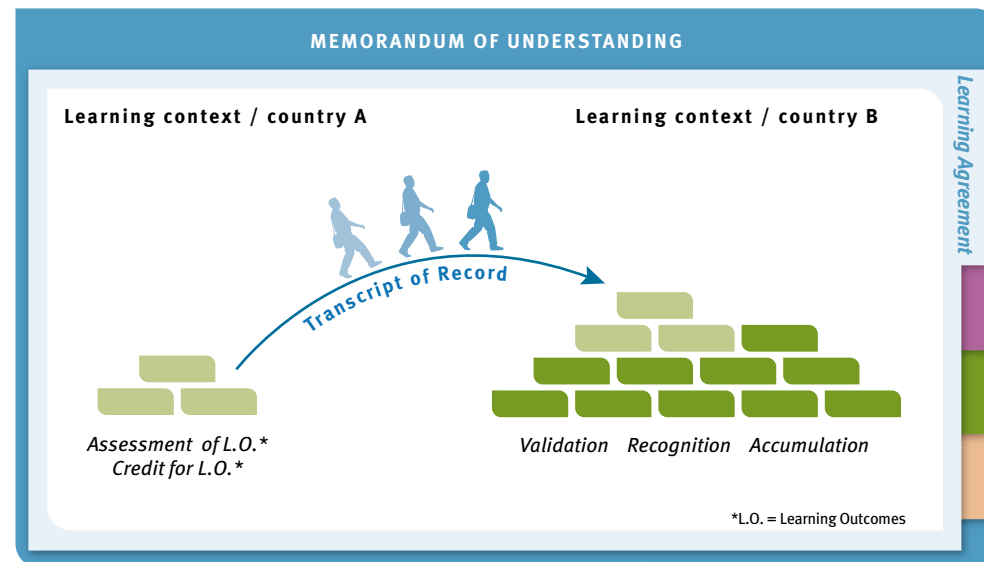 MEMORANDUM OF UNDERSTANDING
Learning Agreement
Learning context / country A
Learning context / country B
Transcript of Record
Assessment of L.O.*
Credit for L.O.*
Validation Recognition Accumulation
*L.O. = Learning Outcomes